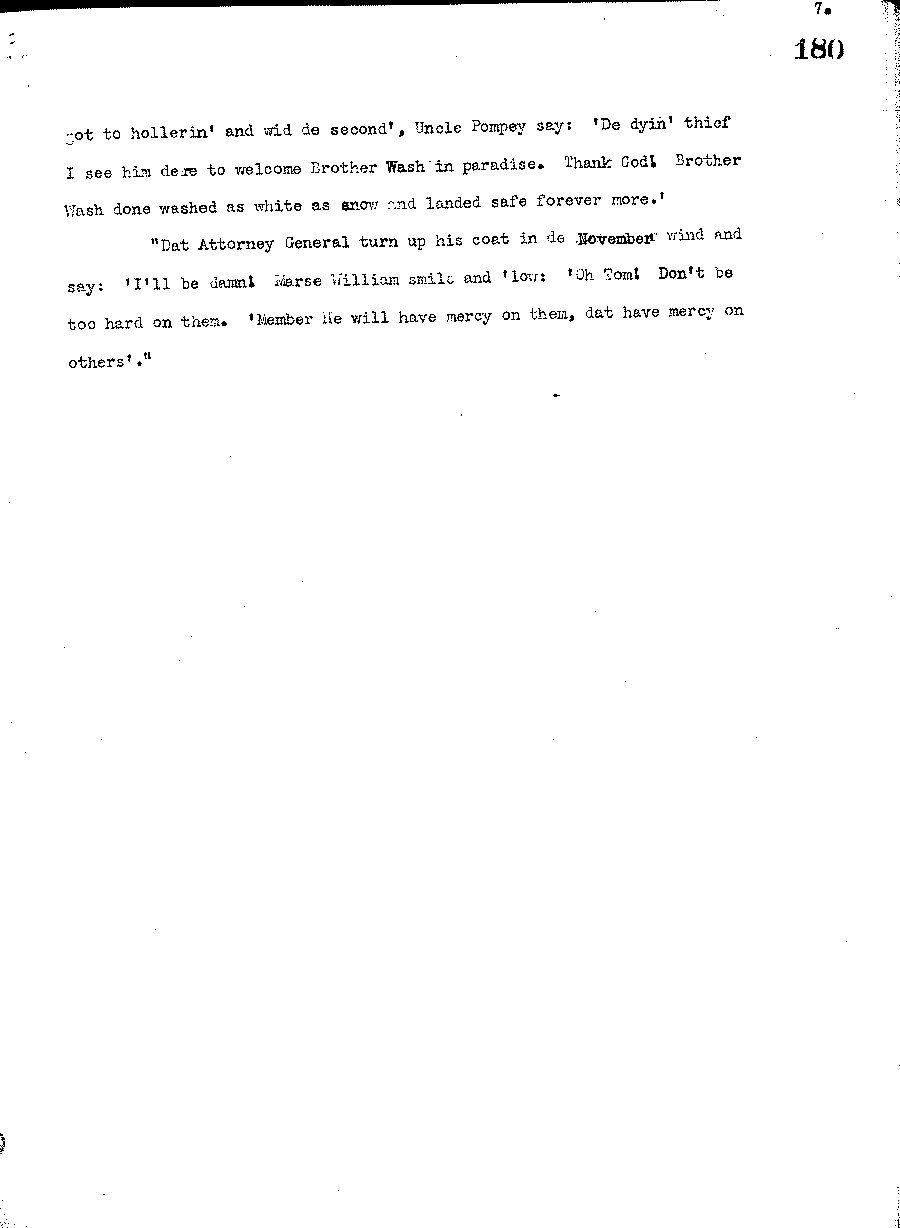 7.
180
got to hollerin' and wid de second', Uncle Pompey say: 'De dyin' thief
I see him dere to welcome Brother Wash in paradise. Thank God! Brother
Wash done washed as white as snow and landed safe forever more.'
"Dat Attorney General turn up his coat in de November wind and
say: 'I'll be damn! Marse William smile and 'low: 'Oh Tom! Don't be
too hard on them. 'Member He will have mercy on them, dat have mercy on
others'."